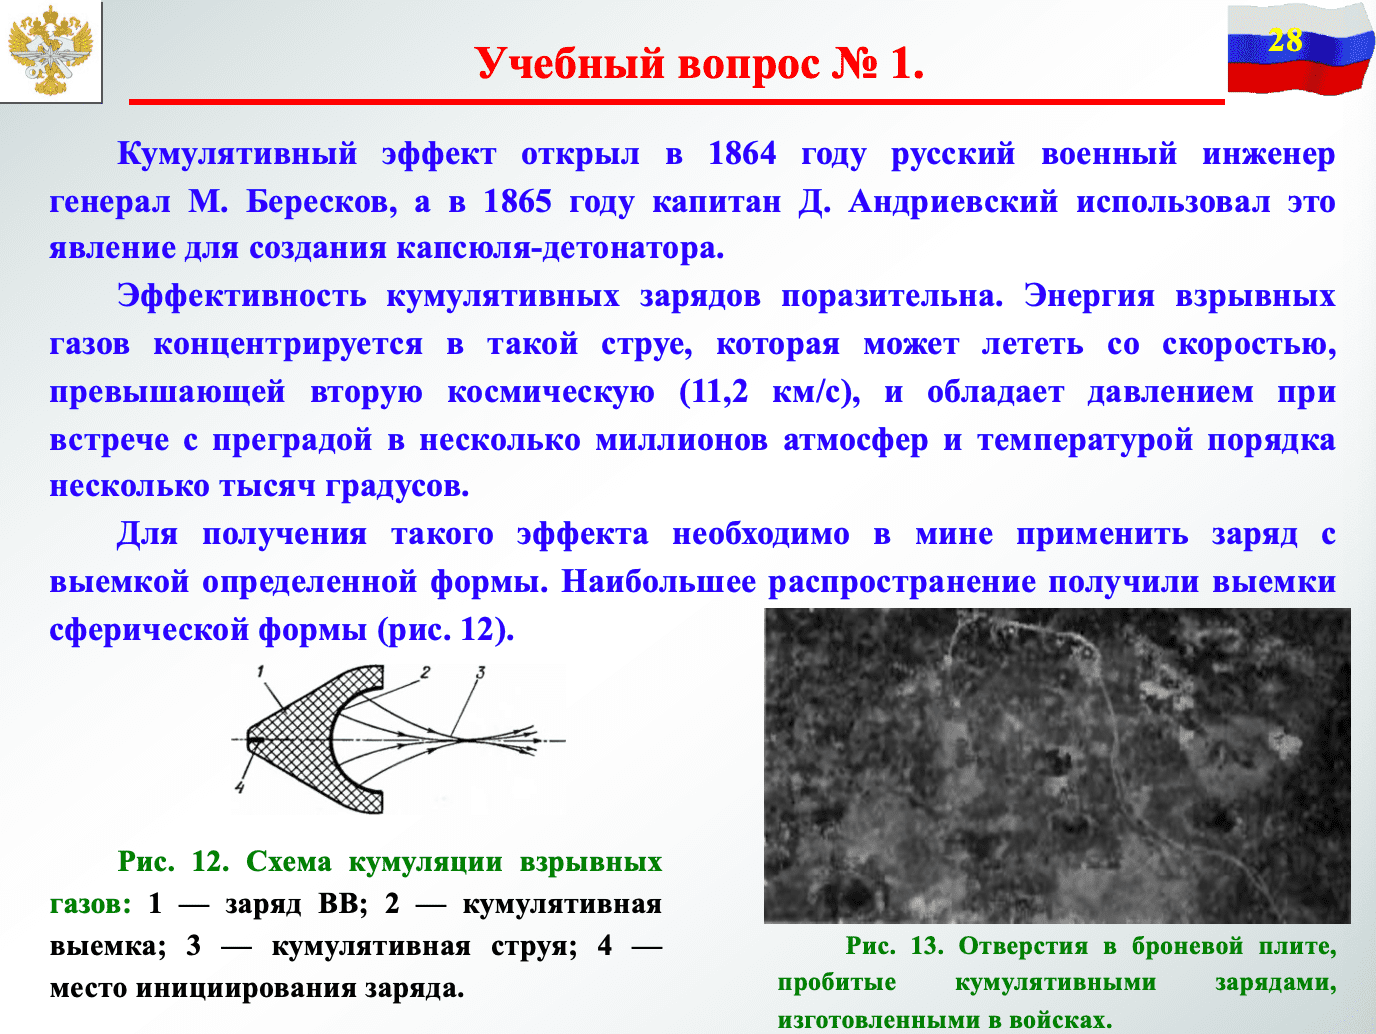 28
Учебный вопрос № 1.
Кумулятивный эффект открыл в 1864 году русский военный инженер
генерал М. Бересков, а в 1865 году капитан Д. Андриевский использовал это
явление для создания капсюля-детонатора.
Эффективность кумулятивных зарядов поразительна. Энергия взрывных
газов концентрируется в такой струе, которая может лететь со скоростью,
превышающей вторую космическую (11,2 км/с), и обладает давлением при
встрече с преградой в несколько миллионов атмосфер и температурой порядка
несколько тысяч градусов.
Для получения такого эффекта необходимо в мине применить заряд с
выемкой определенной формы. Наибольшее распространение получили выемки
сферической формы (рис. 12).
1 2 3
4
Рис. 12. Схема кумуляции взрывных
газов: 1 — заряд ВВ; 2 — кумулятивная
выемка; 3 — кумулятивная струя; 4 —
место инициирования заряда.
Рис. 13. Отверстия в броневой плите,
пробитые кумулятивными зарядами,
изготовленными в войсках.